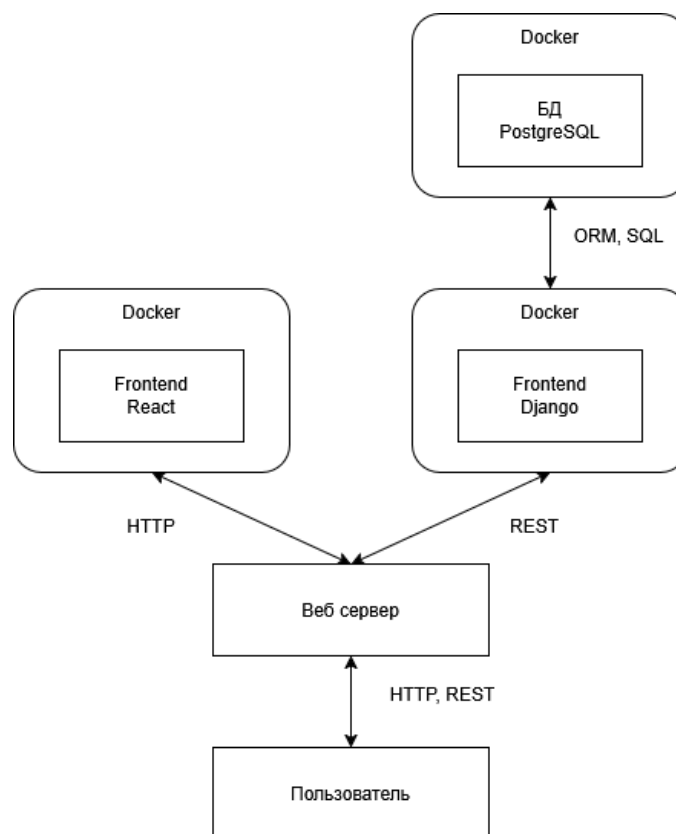 Docker
БД
PostgreSQL
ORM, SQL
Docker
Docker
Frontend
React
Frontend
Django
HTTP
REST
Веб сервер
HTTP, REST
Пользователь